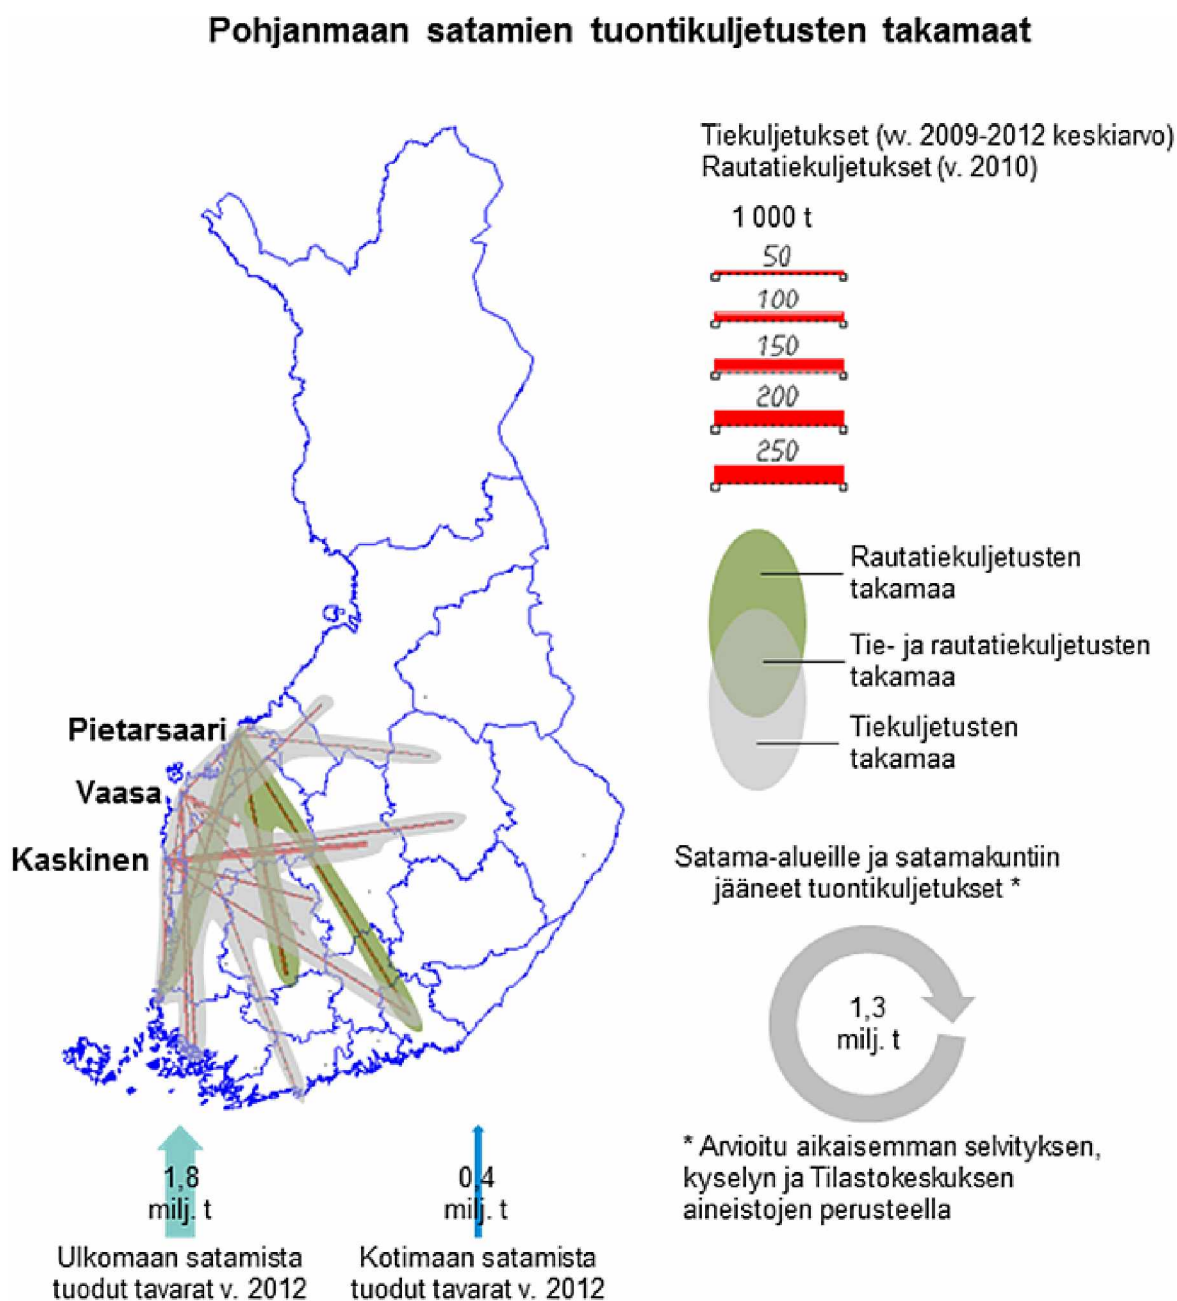 Pohjanmaan satamien tuontikuljetusten takamaat
Tiekuljetukset (w. 2009-2012 keskiarvo)
Rautatiekuljetukset (v. 2010)
1 000 t
50
100
150
200
250
Rautatiekuljetusten
takamaa
Tie- ja rautatiekuljetusten
takamaa
Tiekuljetusten
takamaa
Pietarsaari
Vaasa
Kaskinen
Satama-alueille ja satamakuntiin
jääneet tuontikuljetukset *
1,3
milj. t
* Arvioitu aikaisemman selvityksen,
kyselyn ja Tilastokeskuksen
aineistojen perusteella
1,8
milj. t
Ulkomaan satamista
tuodut tavarat v. 2012
0,4
milj. t
Kotimaan satamista
tuodut tavarat v. 2012